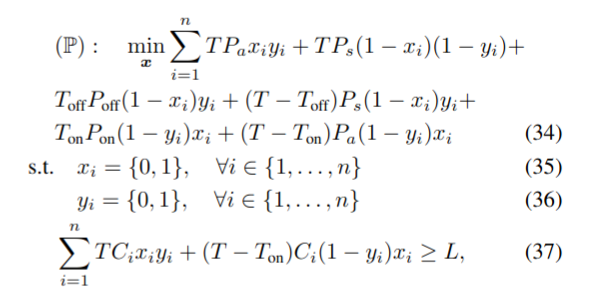 (ℙ) : min_x ∑_{i=1}^{n} TP_a x_i y_i + TP_s(1 − x_i)(1 − y_i)+
T_off P_off(1 − x_i)y_i + (T − T_off)P_s(1 − x_i)y_i+
T_on P_on(1 − y_i)x_i + (T − T_on)P_a(1 − y_i)x_i (34)
s.t. x_i = {0, 1}, ∀i ∈ {1, . . . , n} (35)
y_i = {0, 1}, ∀i ∈ {1, . . . , n} (36)
∑_{i=1}^{n} TC_i x_i y_i + (T − T_on)C_i(1 − y_i)x_i ≥ L, (37)